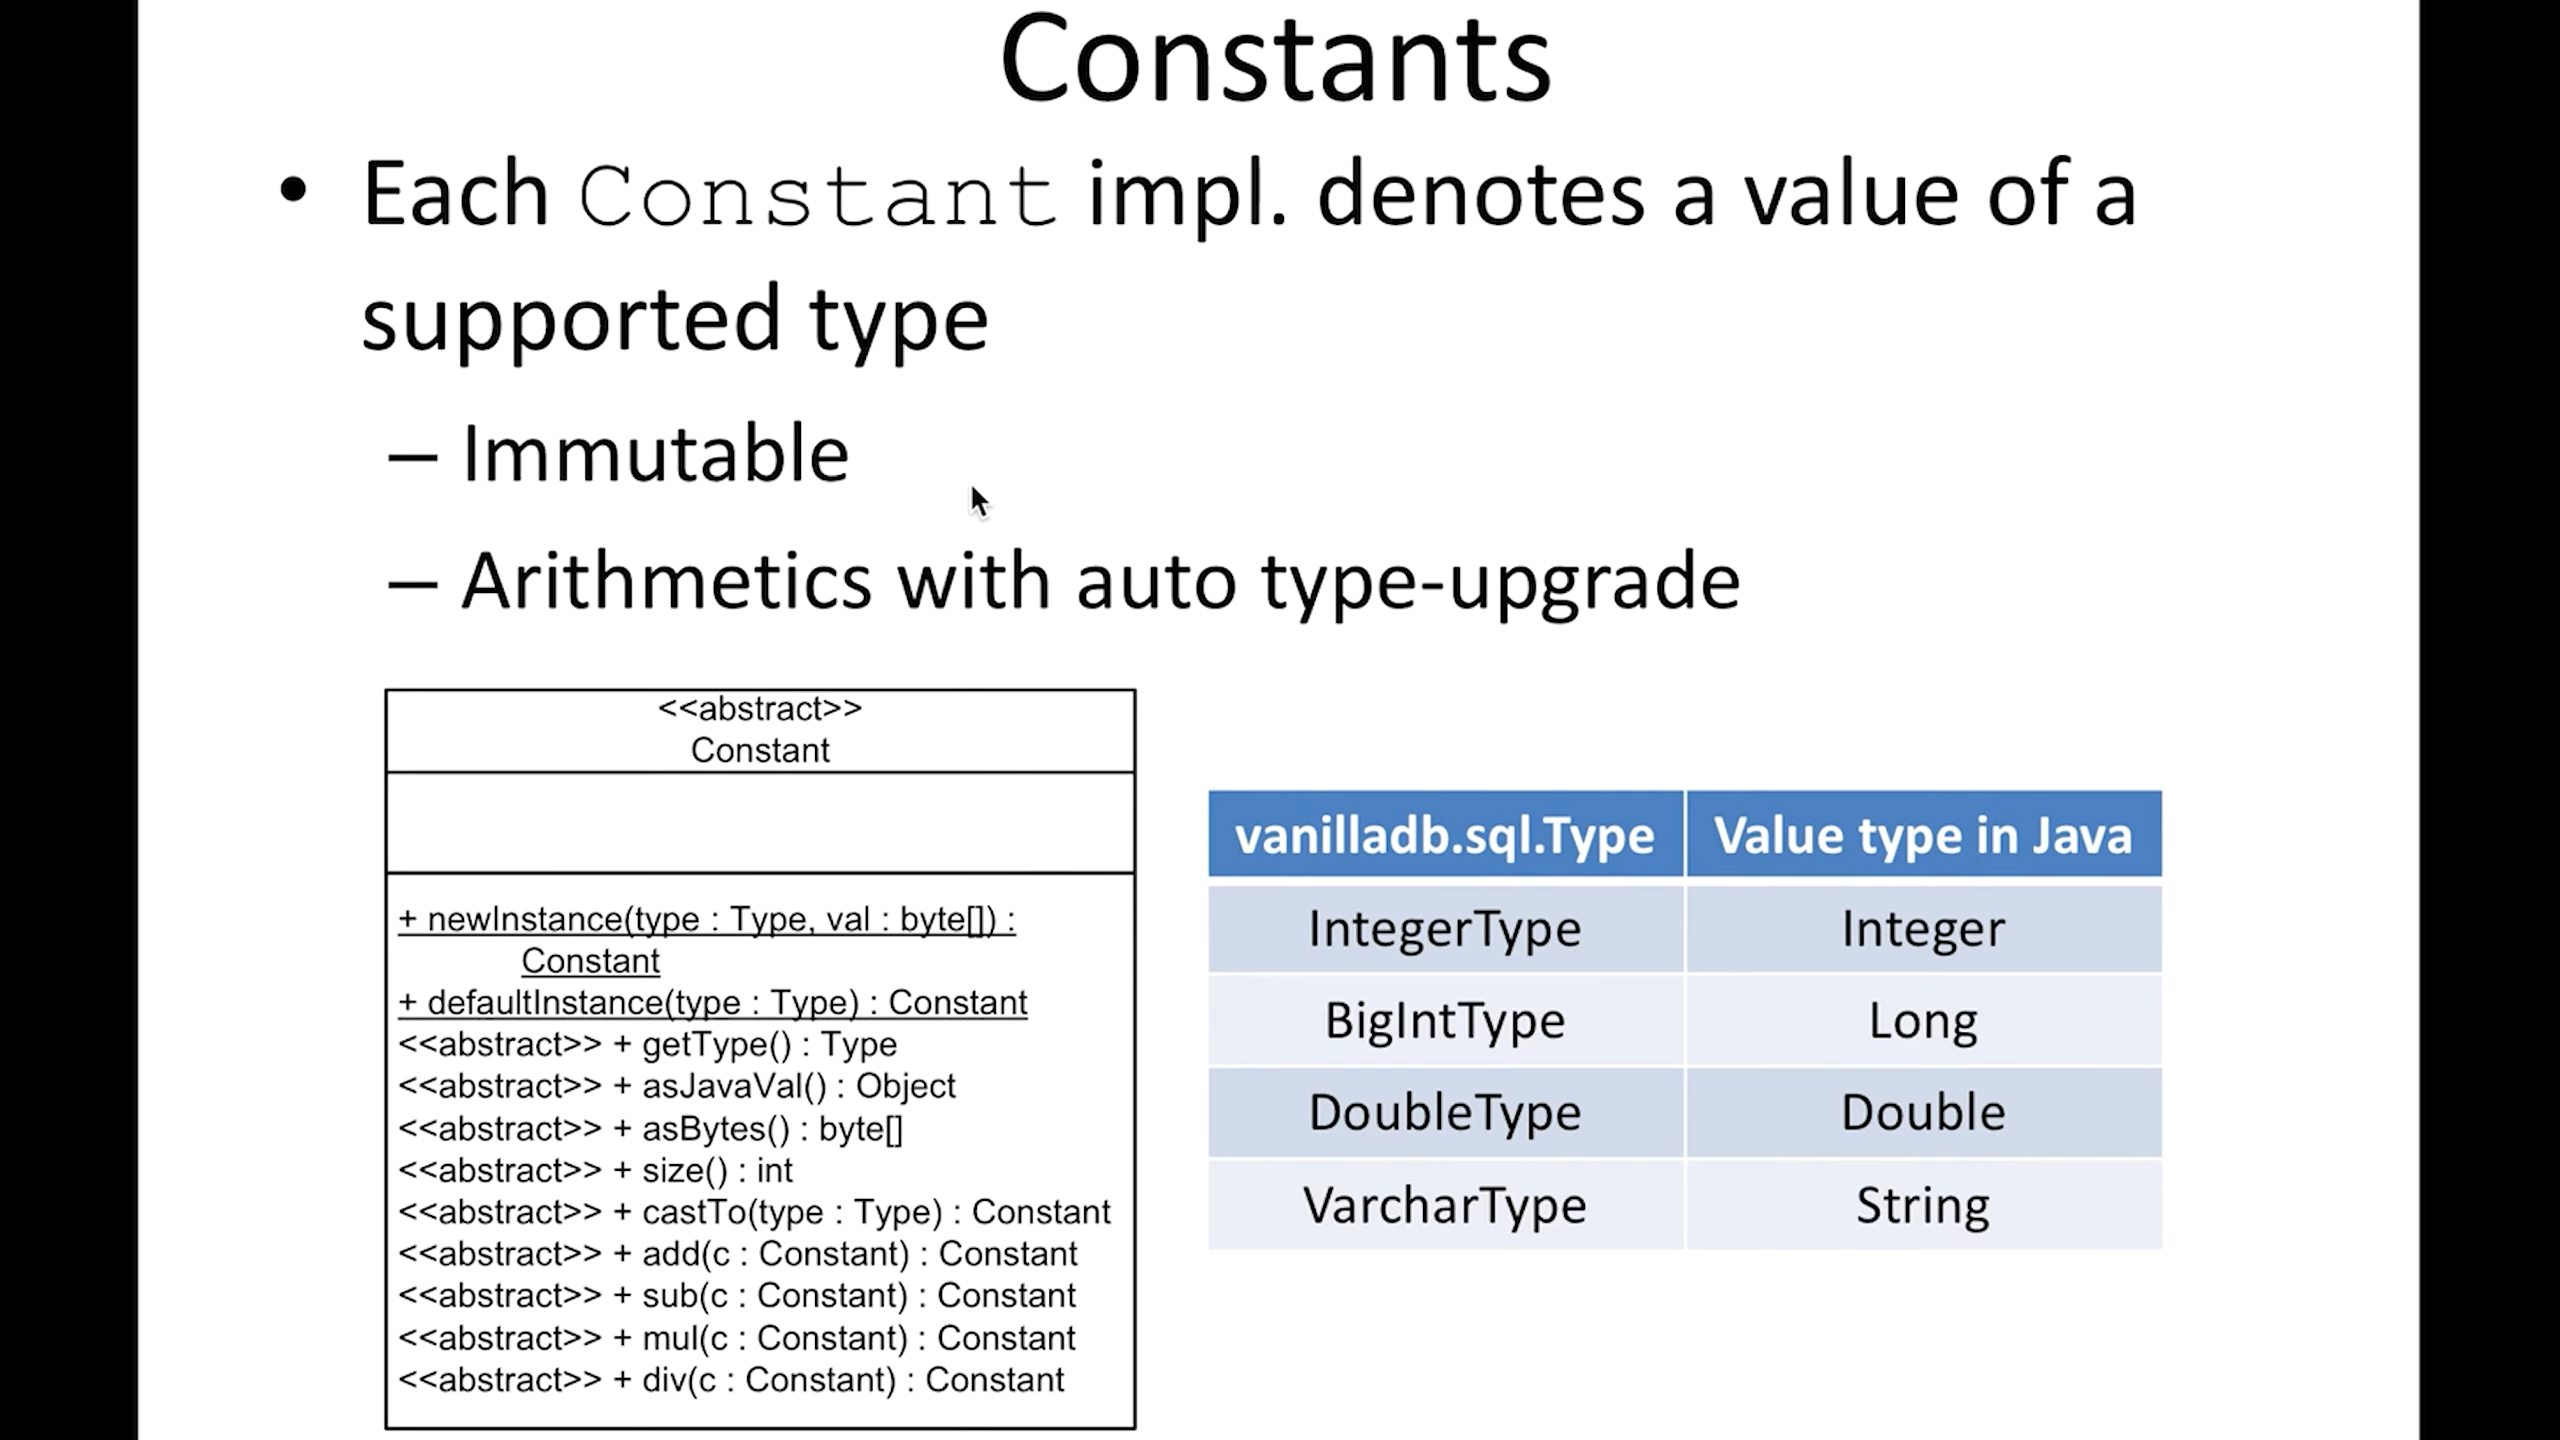 Constants
• Each Constant impl. denotes a value of a
supported type
– Immutable
– Arithmetics with auto type-upgrade
<<abstract>>
Constant
+ newInstance(type : Type, val : byte[]) :
Constant
+ defaultInstance(type : Type) : Constant
<<abstract>> + getType() : Type
<<abstract>> + asJavaVal() : Object
<<abstract>> + asBytes() : byte[]
<<abstract>> + size() : int
<<abstract>> + castTo(type : Type) : Constant
<<abstract>> + add(c : Constant) : Constant
<<abstract>> + sub(c : Constant) : Constant
<<abstract>> + mul(c : Constant) : Constant
<<abstract>> + div(c : Constant) : Constant
vanilladb.sql.Type Value type in Java
IntegerType Integer
BigIntType Long
DoubleType Double
VarcharType String